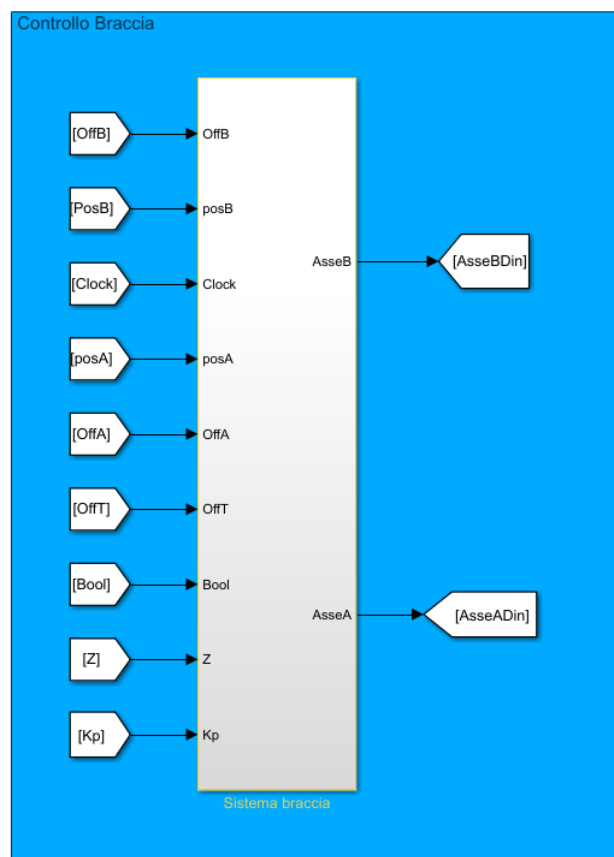 Controllo Braccia
[OffB]
OffB
[PosB]
posB
AsseB
[AsseBDin]
[Clock]
Clock
[posA]
posA
[OffA]
OffA
[OffT]
OffT
[Bool]
Bool
AsseA
[AsseADin]
[Z]
Z
[Kp]
Kp
Sistema braccia